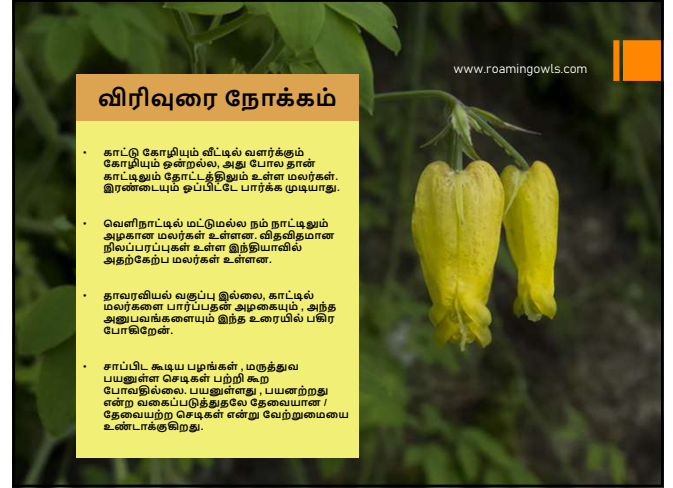 www.roamingowls.com
விரிவுரை நோக்கம்
• காட்டு கோழியும் வீட்டில் வளர்க்கும்
கோழியும் ஒன்றல்ல, அது போல தான்
காட்டிலும் தோட்டத்திலும் உள்ள மலர்கள்.
இரண்டையும் ஒப்பிட்டே பார்க்க முடியாது.
• வெளிநாட்டில் மட்டுமல்ல நம் நாட்டிலும்
அழகான மலர்கள் உள்ளன. விதவிதமான
நிலப்பரப்புகள் உள்ள இந்தியாவில்
அதற்கேற்ப மலர்கள் உள்ளன.
• தாவரவியல் வகுப்பு இல்லை, காட்டில்
மலர்களை பார்ப்பதன் அழகையும் , அந்த
அனுபவங்களையும் இந்த உரையில் பகிர
போகிறேன்.
• சாப்பிட கூடிய பழங்கள் , மருத்துவ
பயனுள்ள செடிகள் பற்றி கூற
போவதில்லை. பயனுள்ளது , பயனற்றது
என்ற வகைப்படுத்துதலே தேவையான /
தேவையற்ற செடிகள் என்று வேற்றுமையை
உண்டாக்குகிறது.